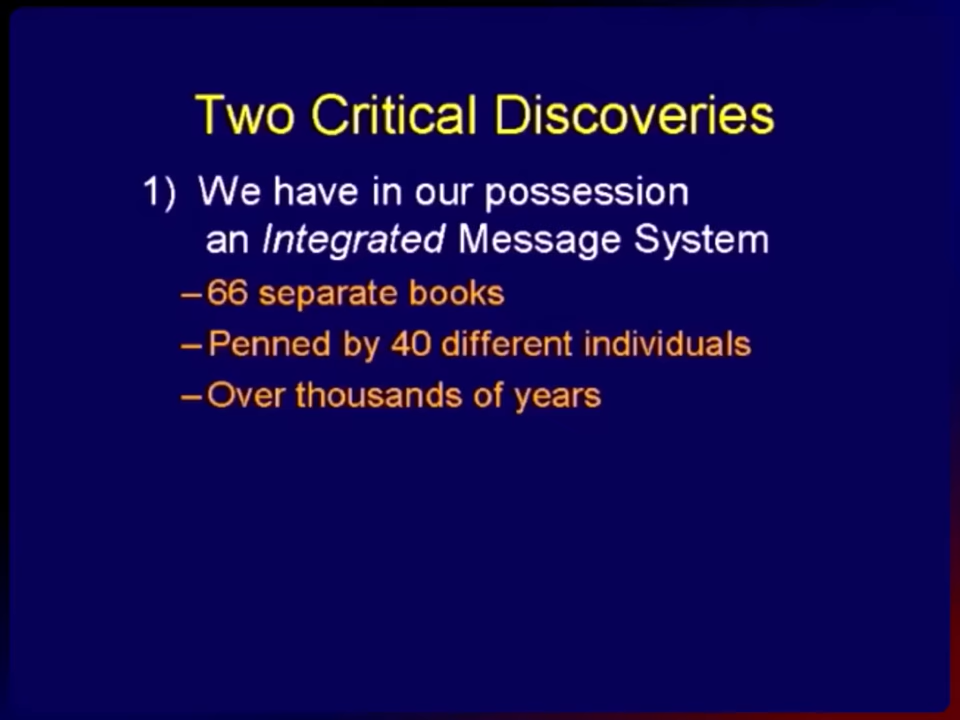 Two Critical Discoveries
1) We have in our possession
an Integrated Message System
–66 separate books
–Penned by 40 different individuals
–Over thousands of years